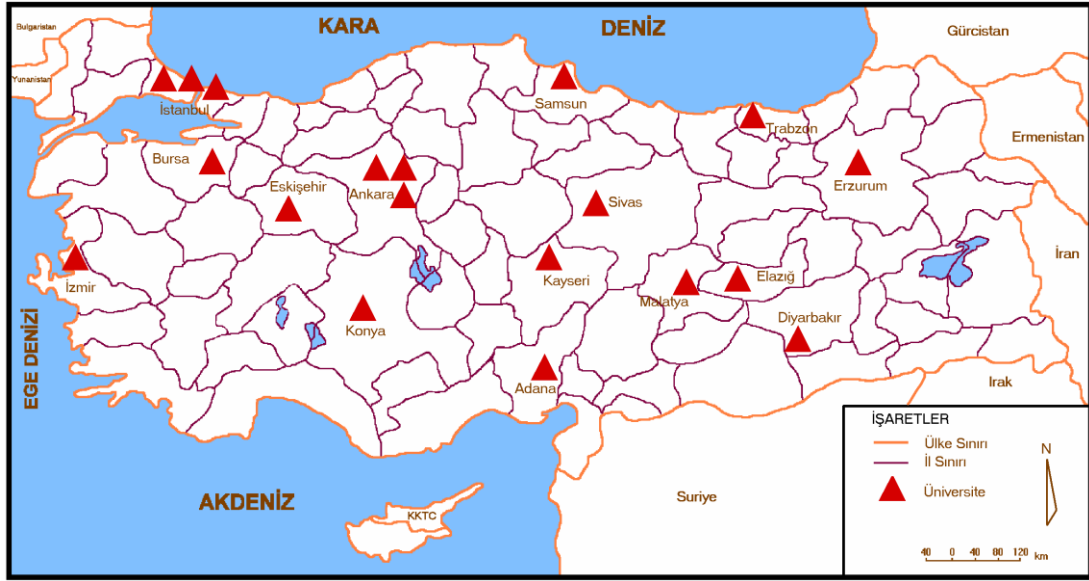 Bulgaristan
KARA
DENİZ
Gürcistan
Yunanistan
İstanbul
Samsun
Trabzon
Ermenistan
Bursa
Eskişehir
Ankara
Erzurum
Sivas
İran
İzmir
Kayseri
Elazığ
Malatya
Konya
Diyarbakır
EGE DENİZİ
Adana
Irak
AKDENİZ
KKTC
Suriye
İŞARETLER
Ülke Sınırı
İl Sınırı
Üniversite
N
40 0 40 80 120
km